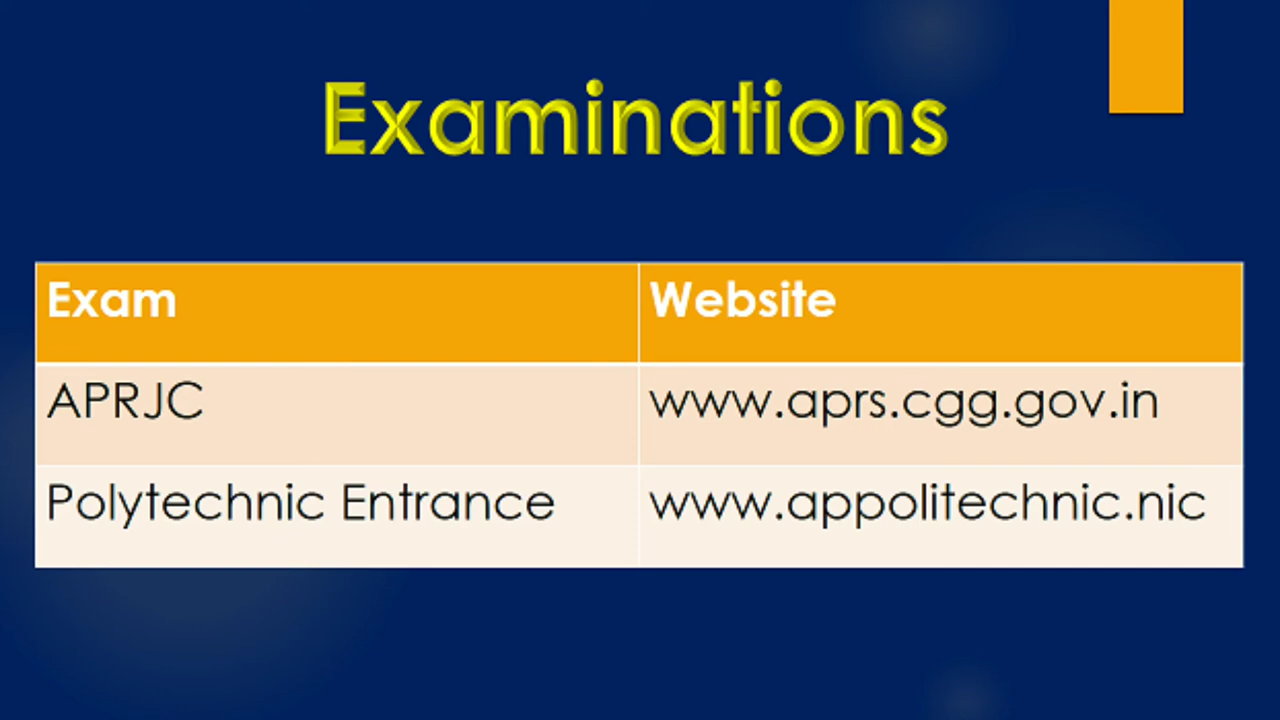 Examinations
Exam Website
APRJC www.aprs.cgg.gov.in
Polytechnic Entrance www.appolitechnic.nic